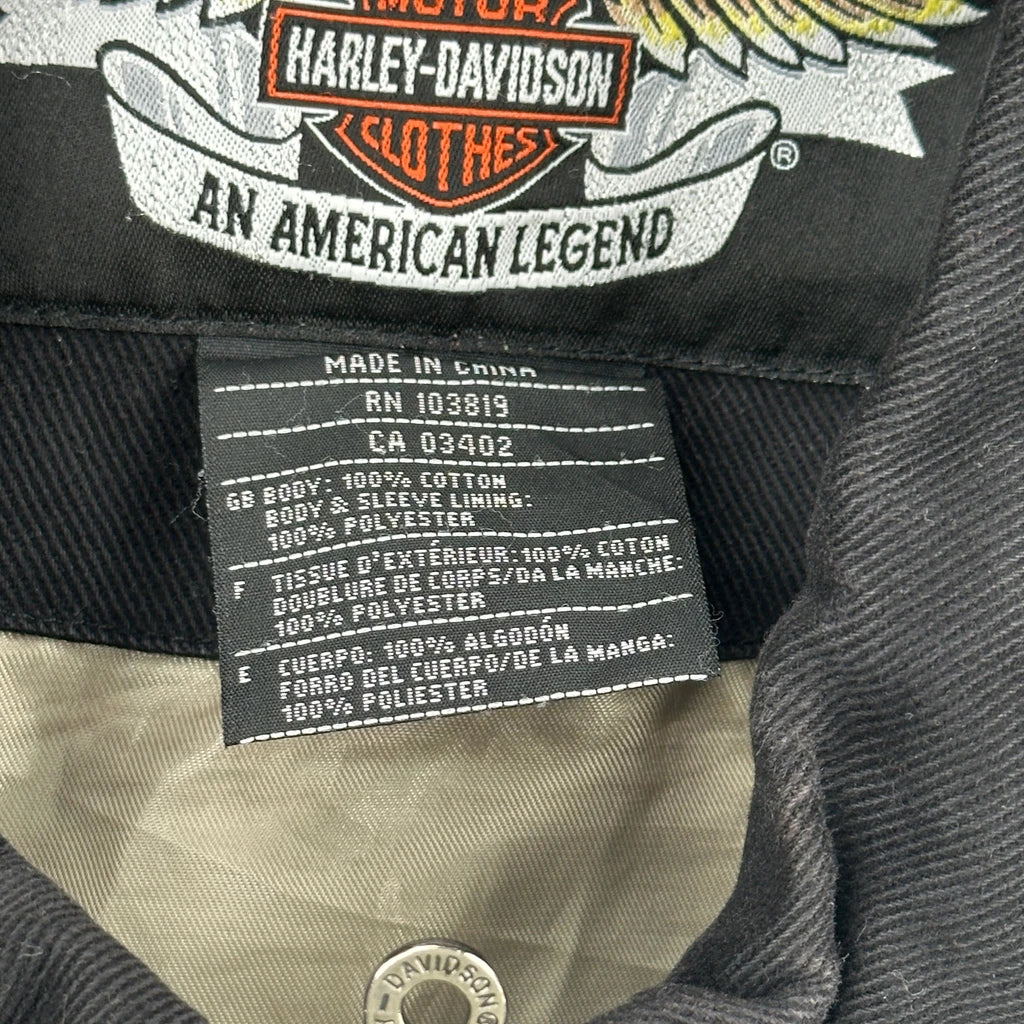 MOTOR
HARLEY-DAVIDSON
CLOTHES
®
AN AMERICAN LEGEND
MADE IN CHINA
RN 103819
CA 03402
GB BODY: 100% COTTON
BODY & SLEEVE LINING:
100% POLYESTER
F TISSUE D'EXTÉRIEUR: 100% COTON
DOUBLURE DE CORPS/DA LA MANCHE:
100% POLYESTER
E CUERPO: 100% ALGODÓN
FORRO DEL CUERPO/DE LA MANGA:
100% POLIESTER
-DAVIDSON